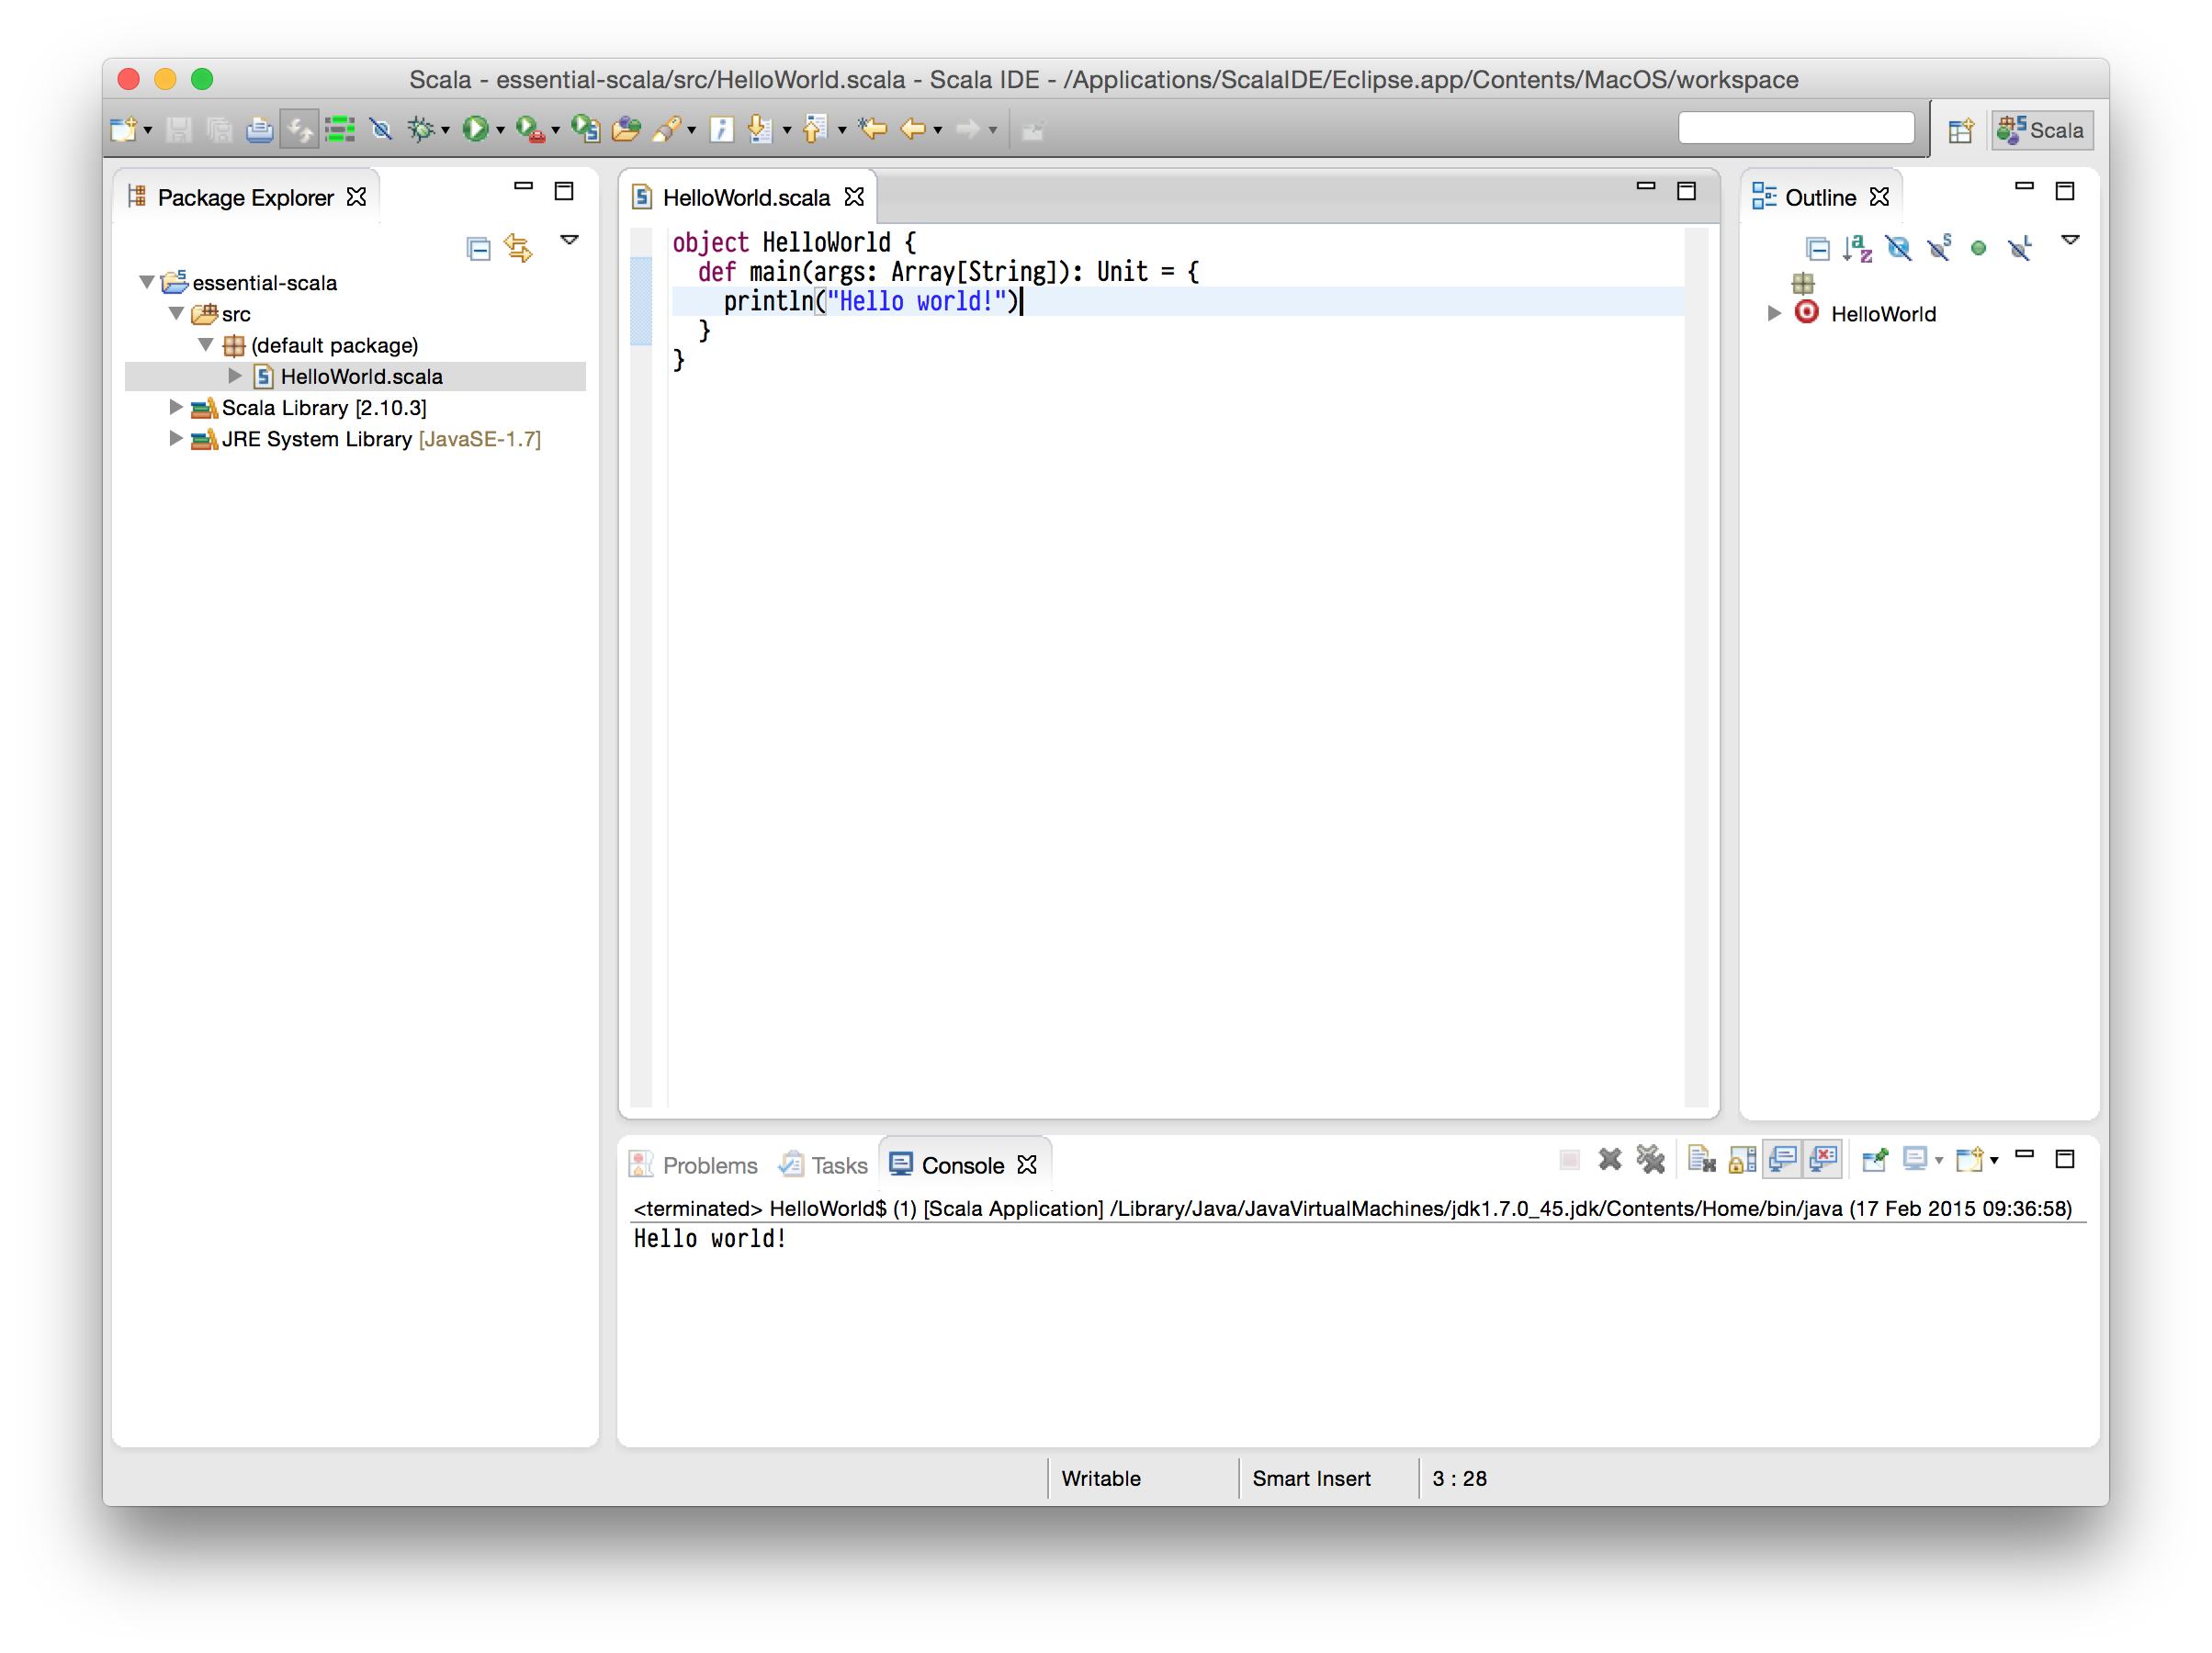 Scala - essential-scala/src/HelloWorld.scala - Scala IDE - /Applications/ScalaIDE/Eclipse.app/Contents/MacOS/workspace
Scala
Package Explorer
essential-scala
src
(default package)
HelloWorld.scala
Scala Library [2.10.3]
JRE System Library [JavaSE-1.7]
HelloWorld.scala
object HelloWorld {
  def main(args: Array[String]): Unit = {
    println("Hello world!")
  }
}
Outline
HelloWorld
Problems Tasks Console
<terminated> HelloWorld$ (1) [Scala Application] /Library/Java/JavaVirtualMachines/jdk1.7.0_45.jdk/Contents/Home/bin/java (17 Feb 2015 09:36:58)
Hello world!
Writable Smart Insert 3 : 28